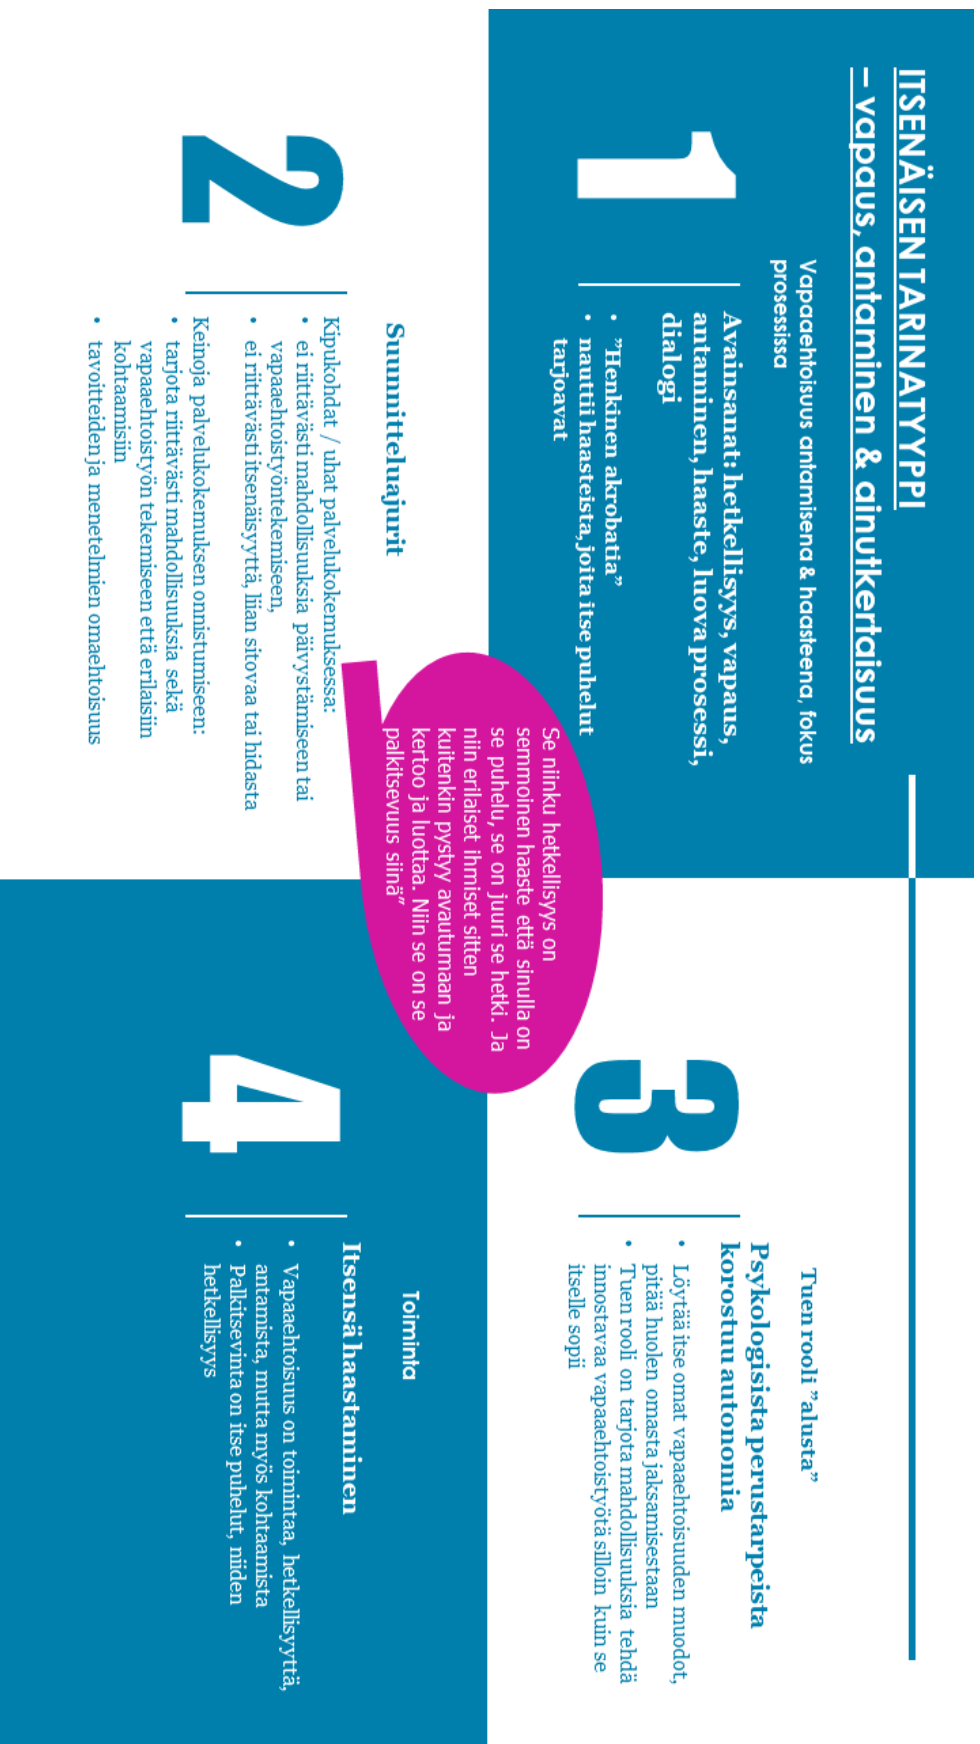 ITSENÄISEN TARINATYYPPI
– vapaus, antaminen & ainutkertaisuus
Vapaaehtoisuus antamisena & haasteena, fokus
prosessissa
1
Avainsanat: hetkellisyys, vapaus,
antaminen, haaste, luova prosessi,
dialogi
• ”Henkinen akrobatia”
• nauttii haasteista, joita itse puhelut
tarjoavat
2
Suunnitteluajurit
Kipukohdat / uhat palvelukokemuksessa:
• ei riittävästi mahdollisuuksia päivystämiseen tai
vapaaehtoistyöntekemiseen,
• ei riittävästi itsenäisyyttä, liian sitovaa tai hidasta
Keinoja palvelukokemuksen onnistumiseen:
• tarjota riittävästi mahdollisuuksia sekä
vapaaehtoistyön tekemiseen että erilaisiin
kohtaamisiin
• tavoitteiden ja menetelmien omaehtoisuus
Se niinku hetkellisyys on
semmoinen haaste että sinulla on
se puhelu, se on juuri se hetki. Ja
niin erilaiset ihmiset sitten
kuitenkin pystyy avautumaan ja
kertoo ja luottaa. Niin se on se
palkitsevuus siinä”
3
Tuen rooli ”alusta”
Psykologisista perustarpeista
korostuu autonomia
• Löytää itse omat vapaaehtoisuuden muodot,
pitää huolen omasta jaksamisestaan
• Tuen rooli on tarjota mahdollisuuksia tehdä
innostavaa vapaaehtoistyötä silloin kuin se
itselle sopii
4
Toiminta
Itsensä haastaminen
• Vapaaehtoisuus on toimintaa, hetkellisyyttä,
antamista, mutta myös kohtaamista
• Palkitsevinta on itse puhelut, niiden
hetkellisyys